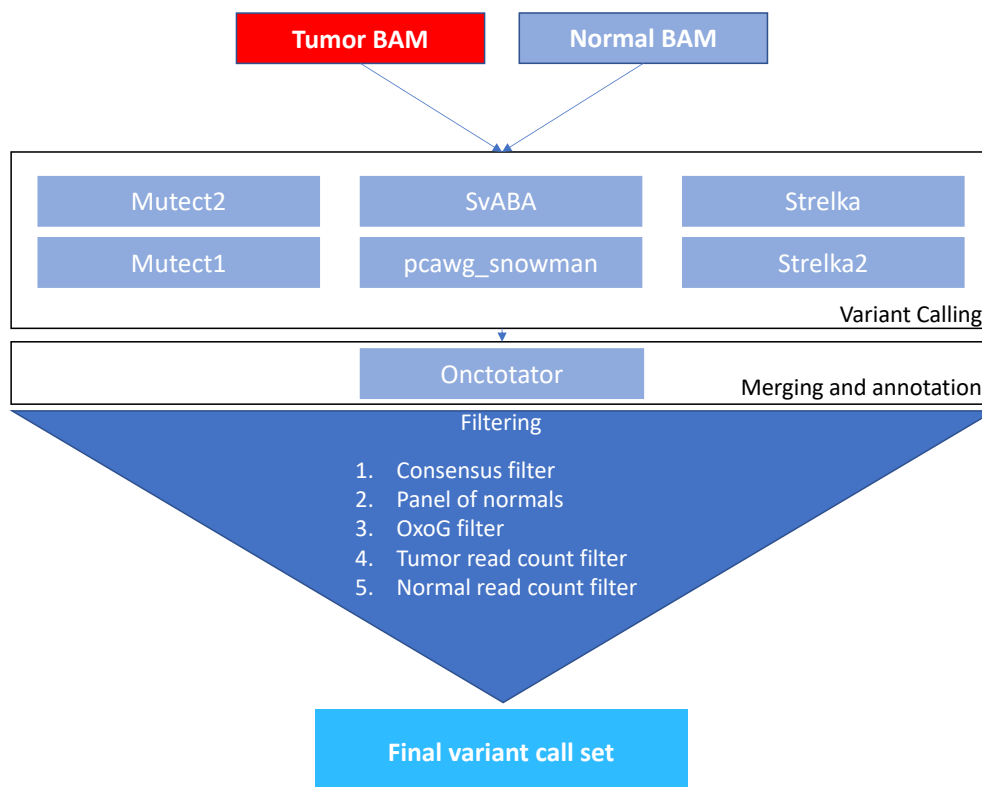 Tumor BAM
Normal BAM
Mutect2
SvABA
Strelka
Mutect1
pcawg_snowman
Strelka2
Variant Calling
Onctotator
Merging and annotation
Filtering
1. Consensus filter
2. Panel of normals
3. OxoG filter
4. Tumor read count filter
5. Normal read count filter
Final variant call set